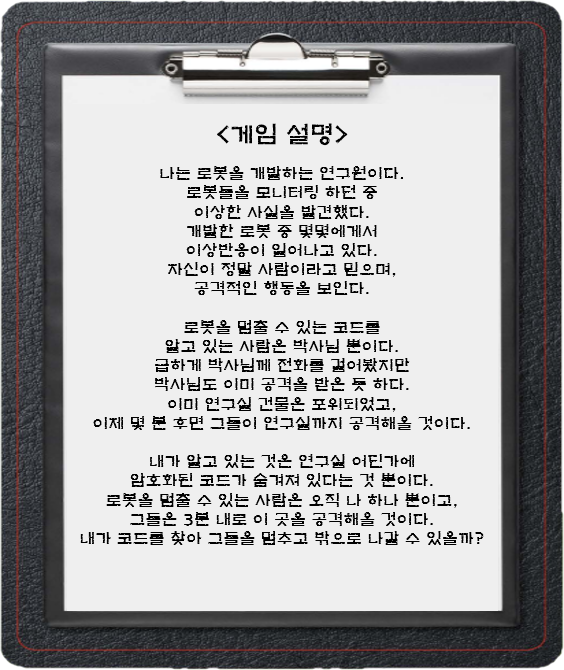 <게임 설명>
나는 로봇을 개발하는 연구원이다.
로봇들을 모니터링 하던 중
이상한 사실을 발견했다.
개발한 로봇 중 몇몇에게서
이상반응이 일어나고 있다.
자신이 정말 사람이라고 믿으며,
공격적인 행동을 보인다.
로봇을 멈출 수 있는 코드를
알고 있는 사람은 박사님 뿐이다.
급하게 박사님께 전화를 걸어봤지만
박사님도 이미 공격을 받은 듯 하다.
이미 연구실 건물은 포위되었고,
이제 몇 분 후면 그들이 연구실까지 공격해올 것이다.
내가 알고 있는 것은 연구실 어딘가에
암호화된 코드가 숨겨져 있다는 것 뿐이다.
로봇을 멈출 수 있는 사람은 오직 나 하나 뿐이고,
그들은 3분 내로 이 곳을 공격해올 것이다.
내가 코드를 찾아 그들을 멈추고 밖으로 나갈 수 있을까?